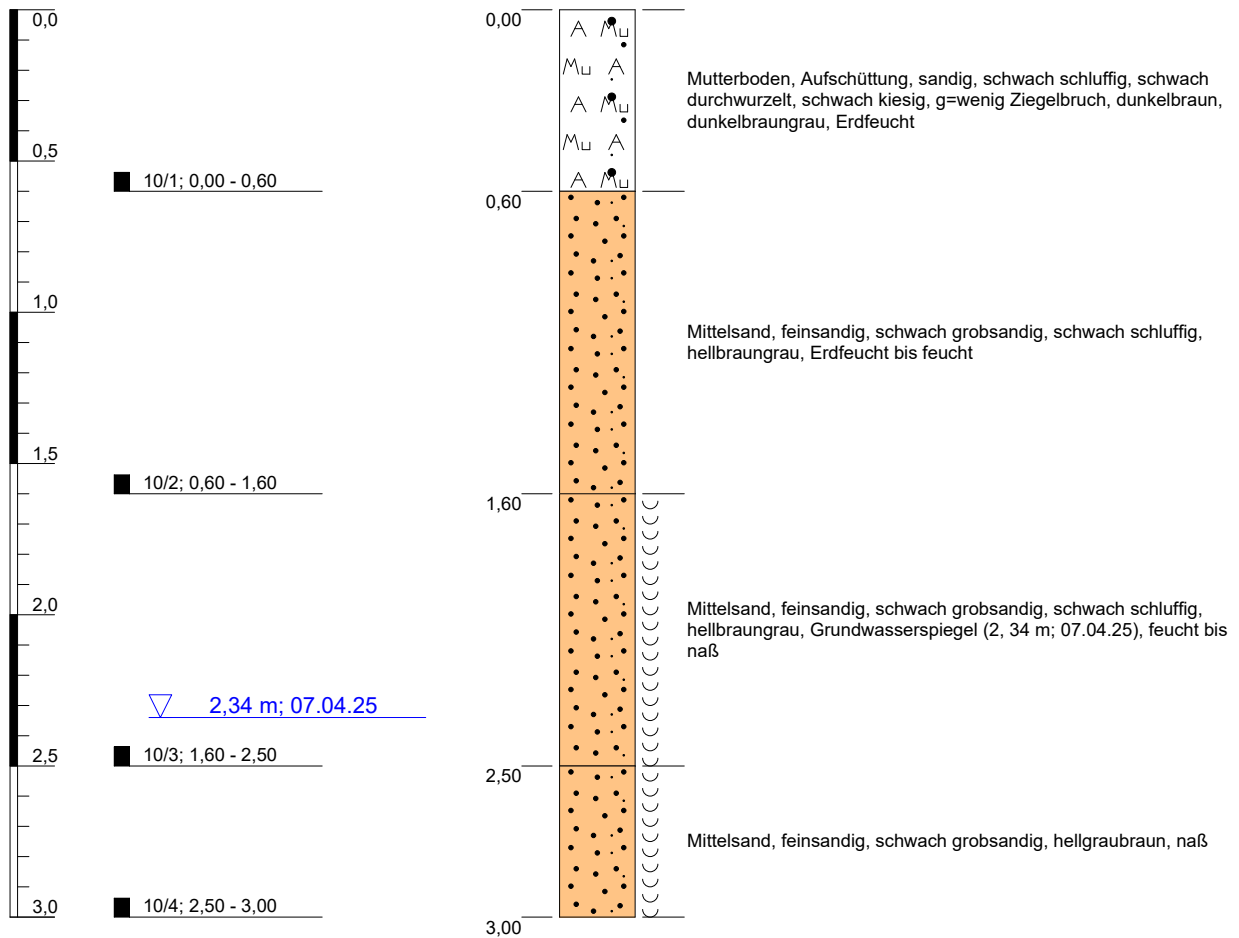 0,0
0,5
1,0
1,5
2,0
2,5
3,0
10/1; 0,00 - 0,60
10/2; 0,60 - 1,60
2,34 m; 07.04.25
10/3; 1,60 - 2,50
10/4; 2,50 - 3,00
0,00
0,60
1,60
2,50
3,00
A Mu
Mu A
A Mu
Mu A
A Mu
Mutterboden, Aufschüttung, sandig, schwach schluffig, schwach
durchwurzelt, schwach kiesig, g=wenig Ziegelbruch, dunkelbraun,
dunkelbraungrau, Erdfeucht
Mittelsand, feinsandig, schwach grobsandig, schwach schluffig,
hellbraungrau, Erdfeucht bis feucht
Mittelsand, feinsandig, schwach grobsandig, schwach schluffig,
hellbraungrau, Grundwasserspiegel (2, 34 m; 07.04.25), feucht bis
naß
Mittelsand, feinsandig, schwach grobsandig, hellgraubraun, naß